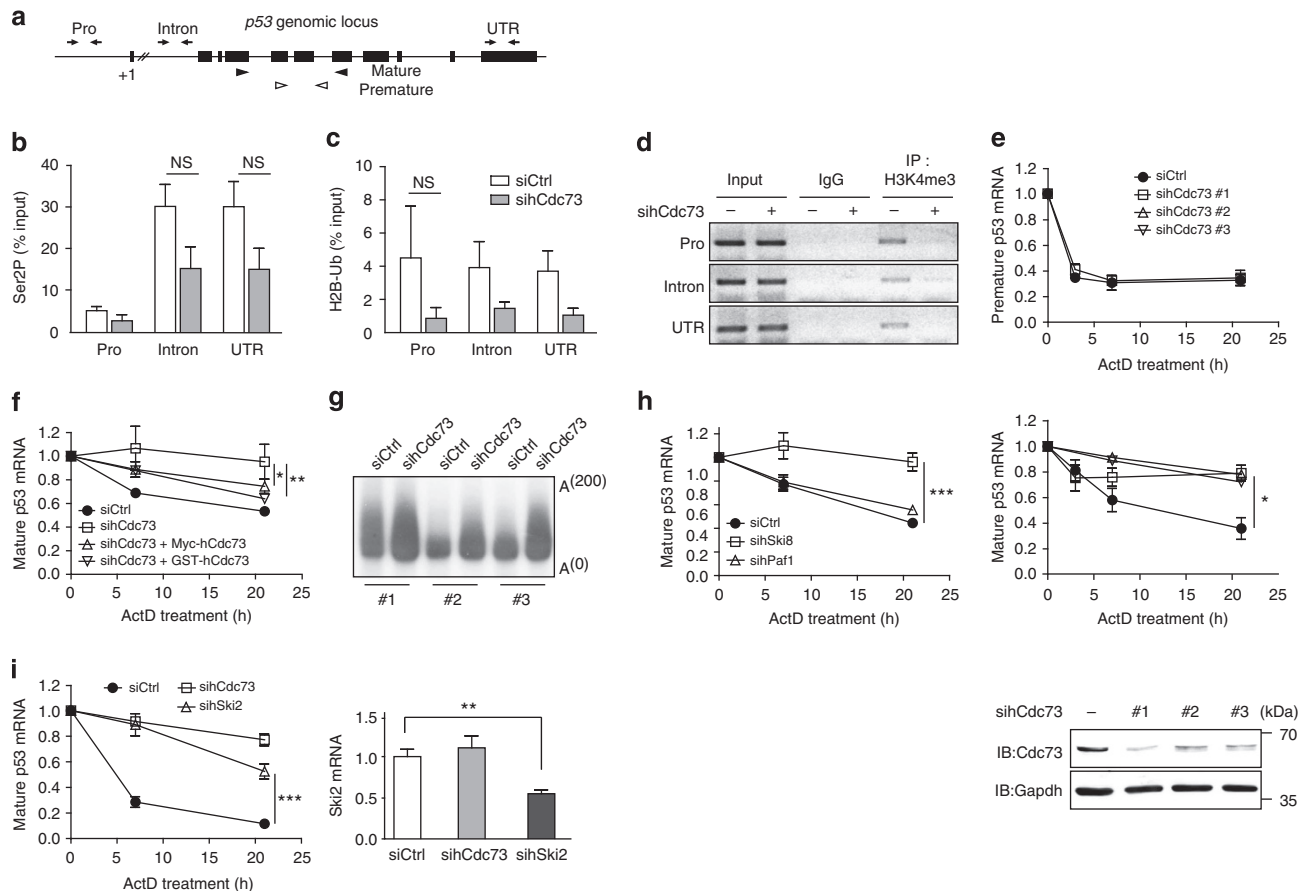 a
Pro Intron p53 genomic locus UTR
+1
Mature
Premature
b
NS NS
Ser2P (% input)
40
30
20
10
0
Pro Intron UTR
c
NS
siCtrl
sihCdc73
H2B-Ub (% input)
10
8
6
4
2
0
Pro Intron UTR
d
IP :
Input IgG H3K4me3
sihCdc73 – + – + – +
Pro
Intron
UTR
e
Premature p53 mRNA
siCtrl
sihCdc73 #1
sihCdc73 #2
sihCdc73 #3
1.2
1.0
0.8
0.6
0.4
0.2
0.0
0 5 10 15 20 25
ActD treatment (h)
f
Mature p53 mRNA
1.2
1.0
0.8
0.6
0.4
0.2
0.0
* **
siCtrl
sihCdc73
sihCdc73 + Myc-hCdc73
sihCdc73 + GST-hCdc73
0 5 10 15 20 25
ActD treatment (h)
g
siCtrl sihCdc73 siCtrl sihCdc73 siCtrl sihCdc73
A(200)
A(0)
#1 #2 #3
h
Mature p53 mRNA
1.2
1.0
0.8
0.6
0.8
0.4
0.2
0.0
***
siCtrl
sihSki8
sihPaf1
0 5 10 15 20 25
ActD treatment (h)
Mature p53 mRNA
1.2
1.0
0.8
0.6
0.4
0.2
0.0
*
0 5 10 15 20 25
ActD treatment (h)
i
Mature p53 mRNA
siCtrl sihCdc73
sihSki2
1.2
1.0
0.8
0.6
0.4
0.2
0.0
***
0 5 10 15 20 25
ActD treatment (h)
Ski2 mRNA
**
1.5
1.0
0.5
0.0
siCtrl sihCdc73 sihSki2
sihCdc73 – #1 #2 #3 (kDa)
IB:Cdc73
70
IB:Gapdh
35